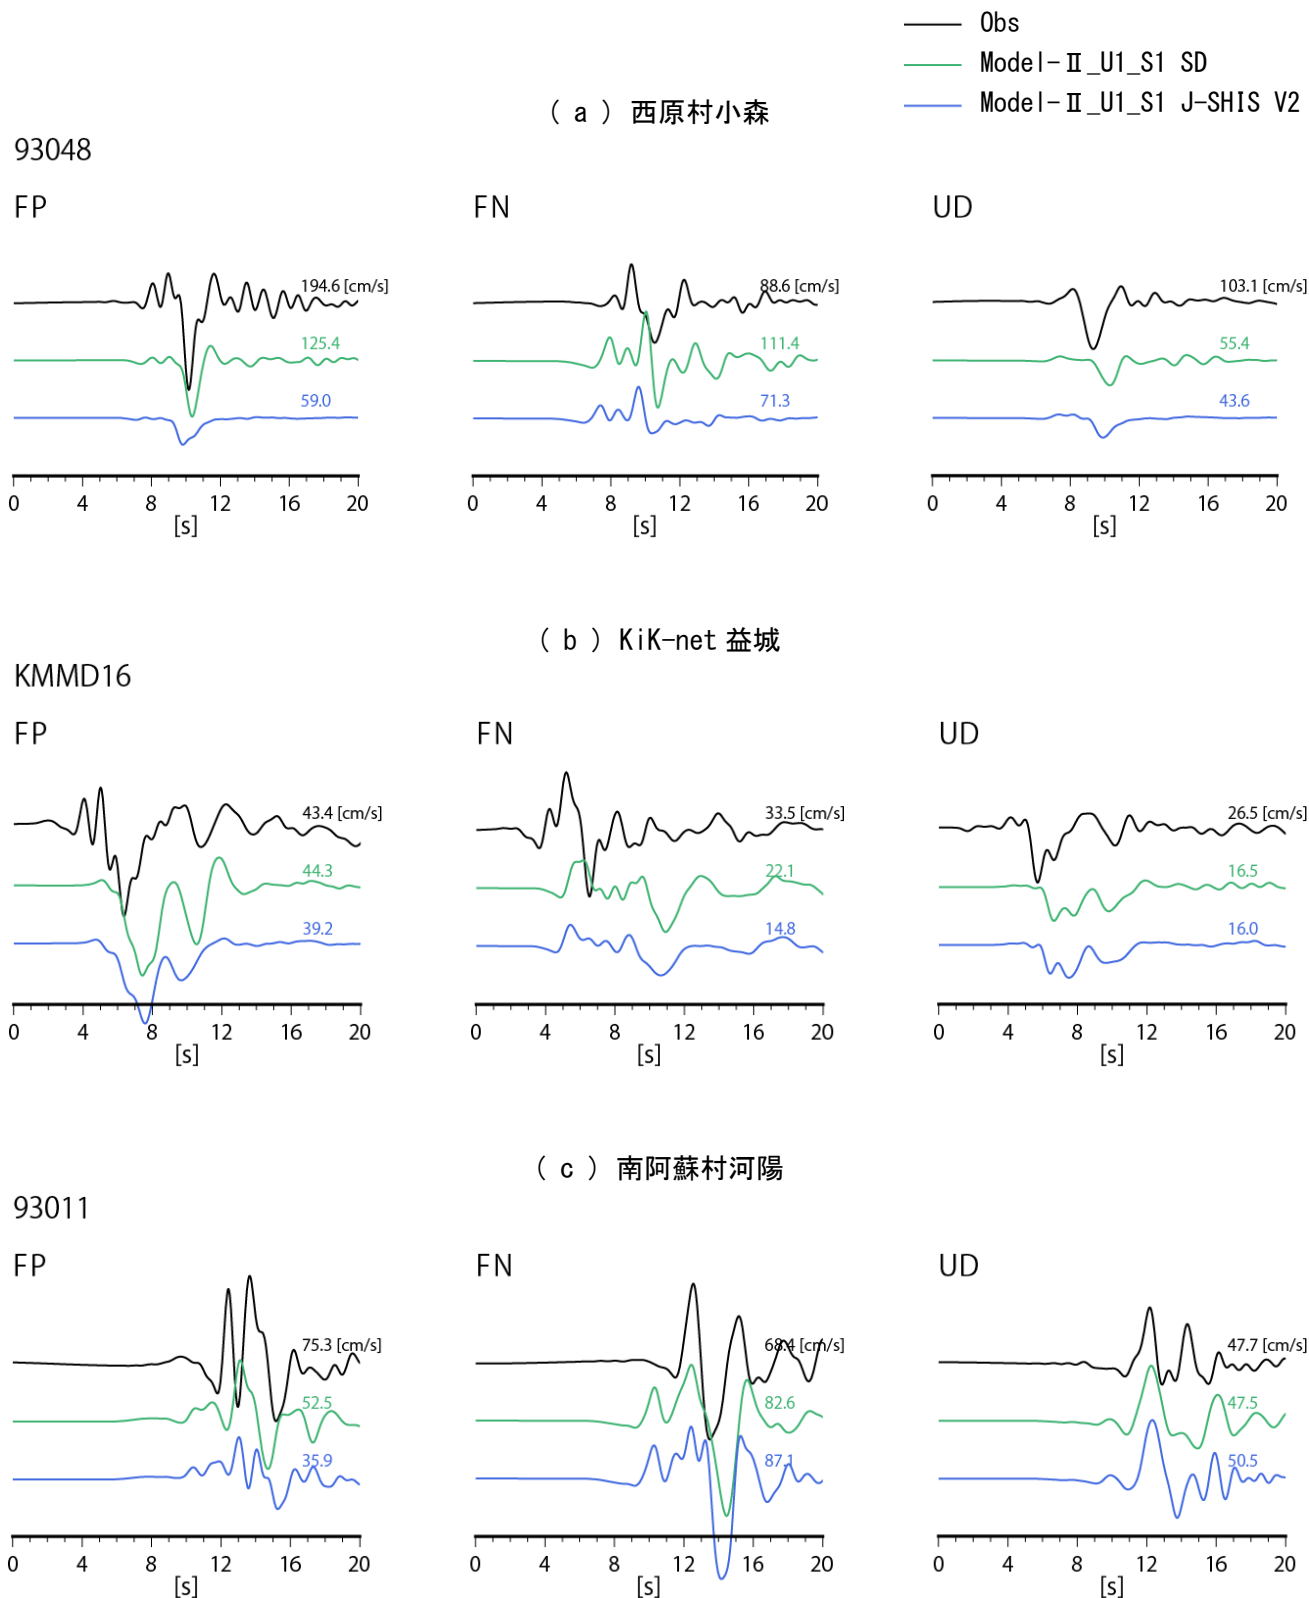 Obs
Model-Ⅱ_U1_S1 SD
Model-Ⅱ_U1_S1 J-SHIS V2
( a ) 西原村小森
93048
FP FN UD
194.6 [cm/s] 88.6 [cm/s] 103.1 [cm/s]
125.4 111.4 55.4
59.0 71.3 43.6
0 4 8 12 16 20 0 4 8 12 16 20 0 4 8 12 16 20
[s] [s] [s]
( b ) KiK-net 益城
KMMD16
FP FN UD
43.4 [cm/s] 33.5 [cm/s] 26.5 [cm/s]
44.3 22.1 16.5
39.2 14.8 16.0
0 4 8 12 16 20 0 4 8 12 16 20 0 4 8 12 16 20
[s] [s] [s]
( c ) 南阿蘇村河陽
93011
FP FN UD
75.3 [cm/s] 68.4 [cm/s] 47.7 [cm/s]
52.5 82.6 47.5
35.9 87.1 50.5
0 4 8 12 16 20 0 4 8 12 16 20 0 4 8 12 16 20
[s] [s] [s]